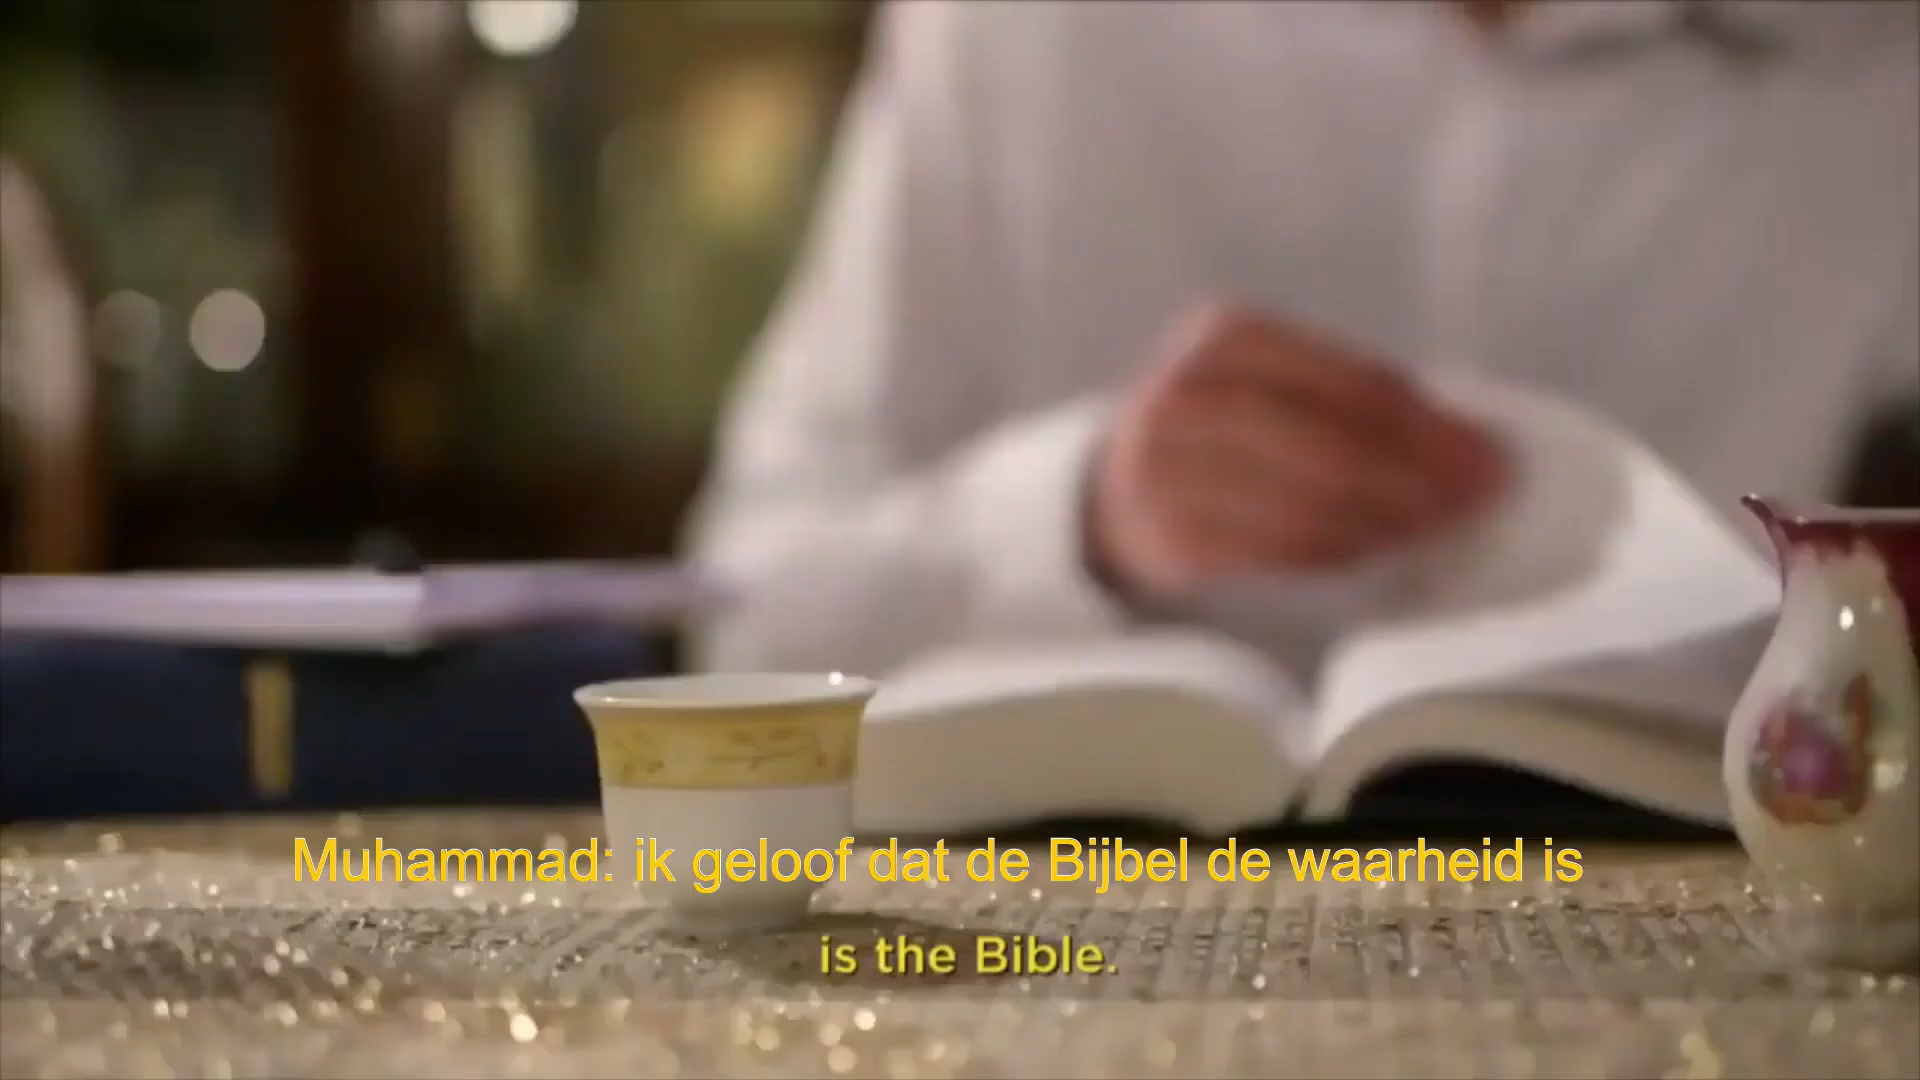 Muhammad: ik geloof dat de Bijbel de waarheid is
is the Bible.